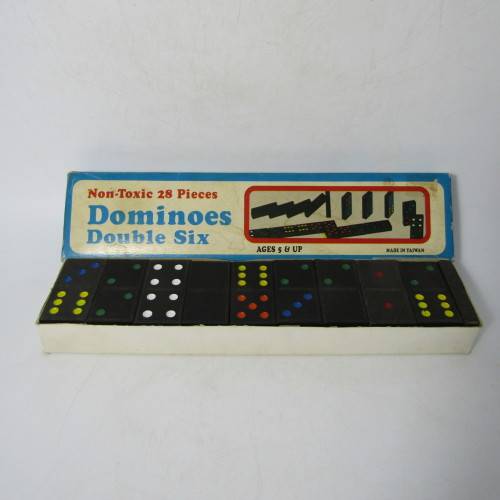 Non-Toxic 28 Pieces
Dominoes
Double Six
AGES 5 & UP
MADE IN TAIWAN